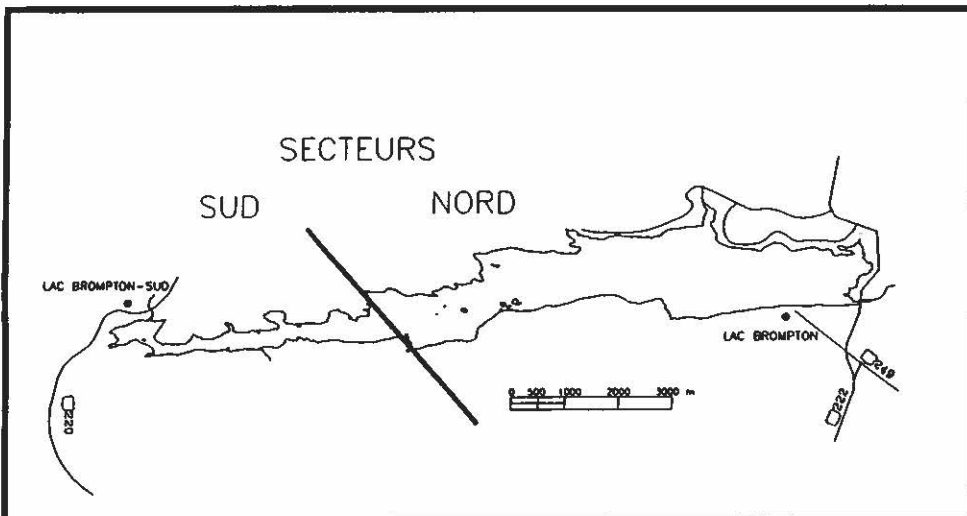 SECTEURS
SUD
NORD
LAC BROMPTON-SUD
LAC BROMPTON
0 500 1000 2000 3000 m
220
249
222